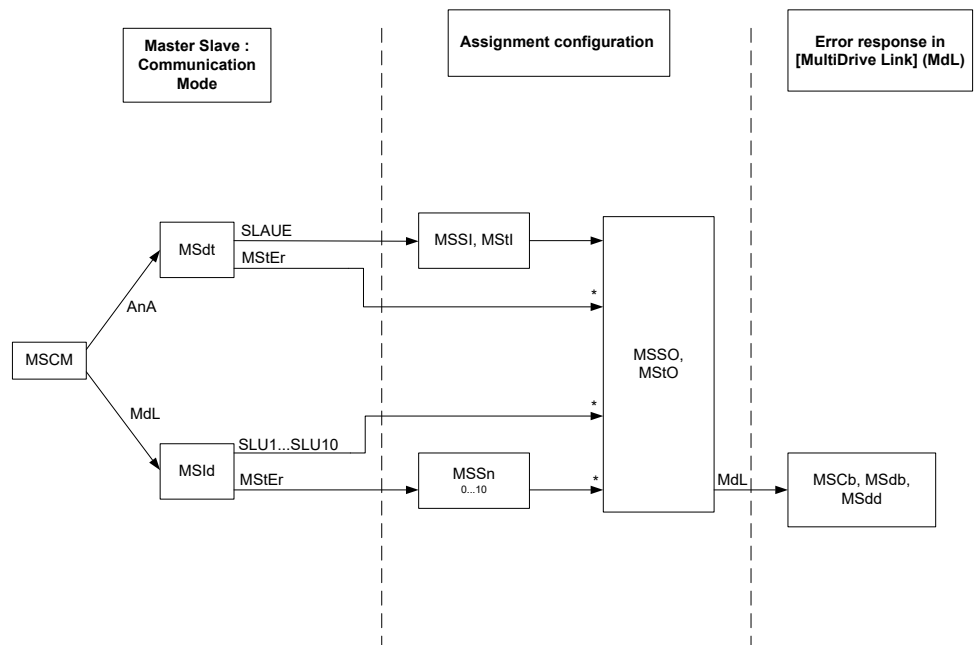 Master Slave :
Communication
Mode
Assignment configuration
Error response in
[MultiDrive Link] (MdL)
MSdt
SLAUE
MStEr
MSSI, MStI
*
AnA
MSCM
MSSO,
MStO
MdL
*
SLU1...SLU10
MSId
MStEr
MSSn
0...10
*
MdL
MSCb, MSdb,
MSdd